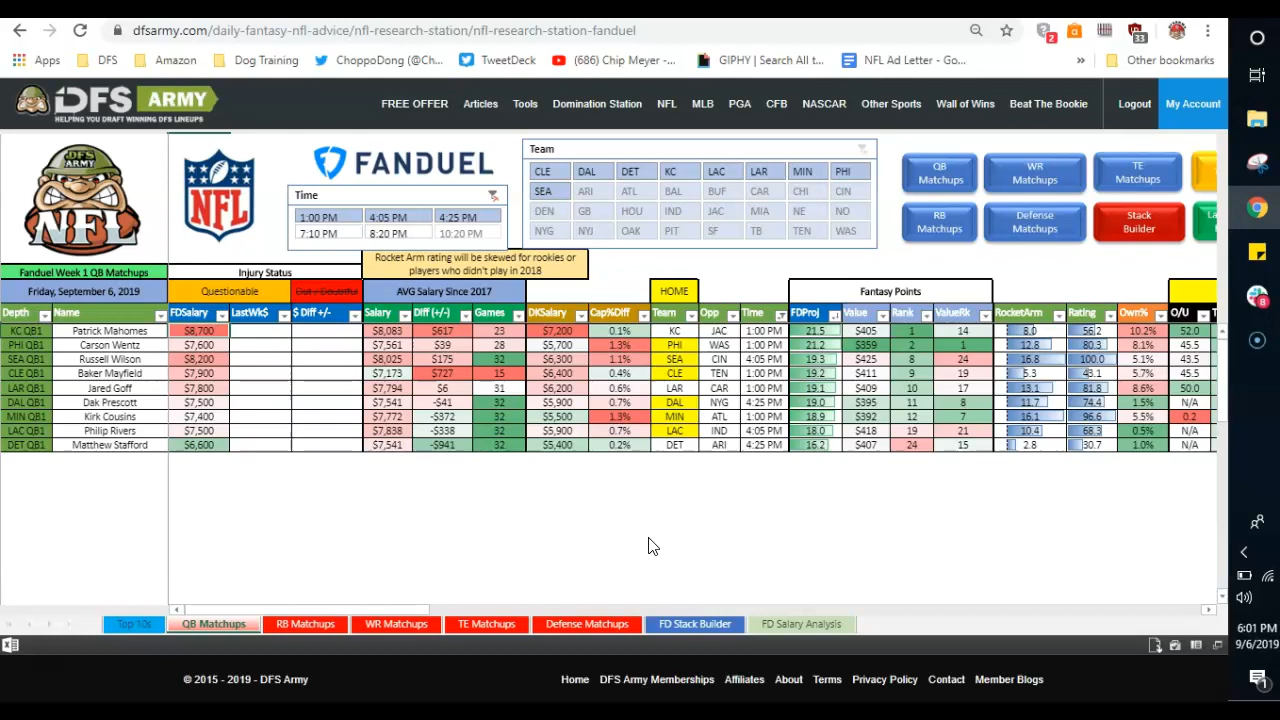 dfsarmy.com/daily-fantasy-nfl-advice/nfl-research-station/nfl-research-station-fanduel
2
33
Apps DFS Amazon Dog Training ChoppoDong (@Ch... TweetDeck (686) Chip Meyer -... GIPHY | Search All t... NFL Ad Letter - Go... » Other bookmarks
DFS ARMY
HELPING YOU DRAFT WINNING DFS LINEUPS
FREE OFFER Articles Tools Domination Station NFL MLB PGA CFB NASCAR Other Sports Wall of Wins Beat The Bookie Logout My Account
NFL
NFL
FANDUEL
Time
1:00 PM 4:05 PM 4:25 PM
7:10 PM 8:20 PM 10:20 PM
Team
CLE DAL DET KC LAC LAR MIN PHI
SEA ARI ATL BAL BUF CAR CHI CIN
DEN GB HOU IND JAC MIA NE NO
NYG NYJ OAK PIT SF TB TEN WAS
QB Matchups
WR Matchups
TE Matchups
RB Matchups
Defense Matchups
Stack Builder
Rocket Arm rating will be skewed for rookies or
players who didn't play in 2018
Fanduel Week 1 QB Matchups Injury Status
Friday, September 6, 2019 Questionable Out / Doubtful AVG Salary Since 2017 HOME Fantasy Points
Depth Name FDSalary LastWk$ $ Diff +/- Salary Diff (+/-) Games DKSalary Cap%Diff Team Opp Time FDProj Value Rank ValueRk RocketArm Rating Own% O/U
KC QB1 Patrick Mahomes $8,700 $8,083 $617 23 $7,200 0.1% KC JAC 1:00 PM 21.5 $405 1 14 8.0 56.2 10.2% 52.0
PHI QB1 Carson Wentz $7,600 $7,561 $39 28 $5,700 1.3% PHI WAS 1:00 PM 21.2 $359 2 1 12.8 80.3 8.1% 45.5
SEA QB1 Russell Wilson $8,200 $8,025 $175 32 $6,300 1.1% SEA CIN 4:05 PM 19.3 $425 8 24 16.8 100.0 5.1% 43.5
CLE QB1 Baker Mayfield $7,900 $7,173 $727 15 $6,400 0.4% CLE TEN 1:00 PM 19.2 $411 9 19 5.3 43.1 5.7% 45.5
LAR QB1 Jared Goff $7,800 $7,794 $6 31 $6,200 0.6% LAR CAR 1:00 PM 19.1 $409 10 17 13.1 81.8 8.6% 50.0
DAL QB1 Dak Prescott $7,500 $7,541 -$41 32 $5,900 0.7% DAL NYG 4:25 PM 19.0 $395 11 8 11.7 74.4 1.5% N/A
MIN QB1 Kirk Cousins $7,400 $7,772 -$372 32 $5,500 1.3% MIN ATL 1:00 PM 18.9 $392 12 7 16.1 96.6 5.5% 0.2
LAC QB1 Philip Rivers $7,500 $7,838 -$338 32 $5,900 0.7% LAC IND 4:05 PM 18.0 $418 19 21 10.4 68.3 0.5% N/A
DET QB1 Matthew Stafford $6,600 $7,541 -$941 32 $5,400 0.2% DET ARI 4:25 PM 16.2 $407 24 15 2.8 30.7 1.0% N/A
Top 10s QB Matchups RB Matchups WR Matchups TE Matchups Defense Matchups FD Stack Builder FD Salary Analysis
© 2015 - 2019 - DFS Army Home DFS Army Memberships Affiliates About Terms Privacy Policy Contact Member Blogs
8
6:01 PM
9/6/2019
1